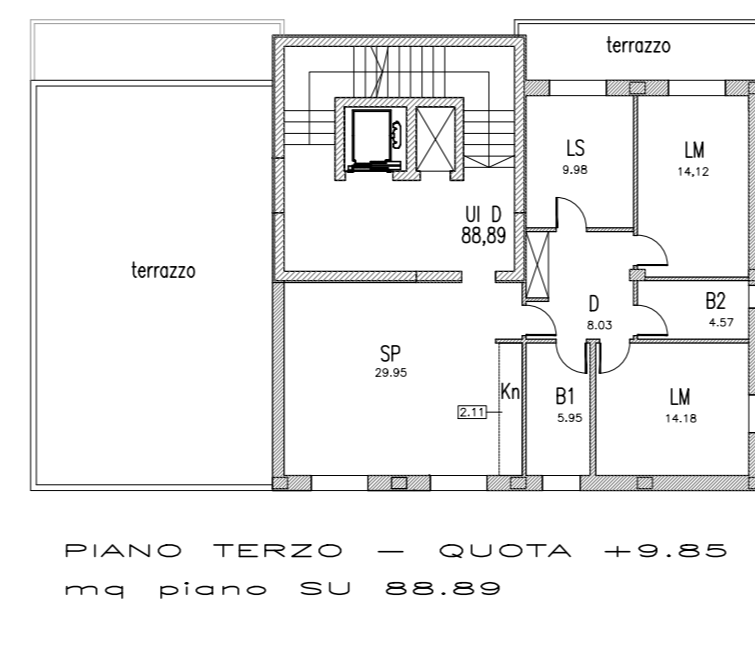 terrazzo
LS
9.98
LM
14,12
UI D
88,89
terrazzo
D
8.03
B2
4.57
SP
29.95
Kn
2.11
B1
5.95
LM
14.18
PIANO TERZO — QUOTA +9.85
mq piano SU 88.89